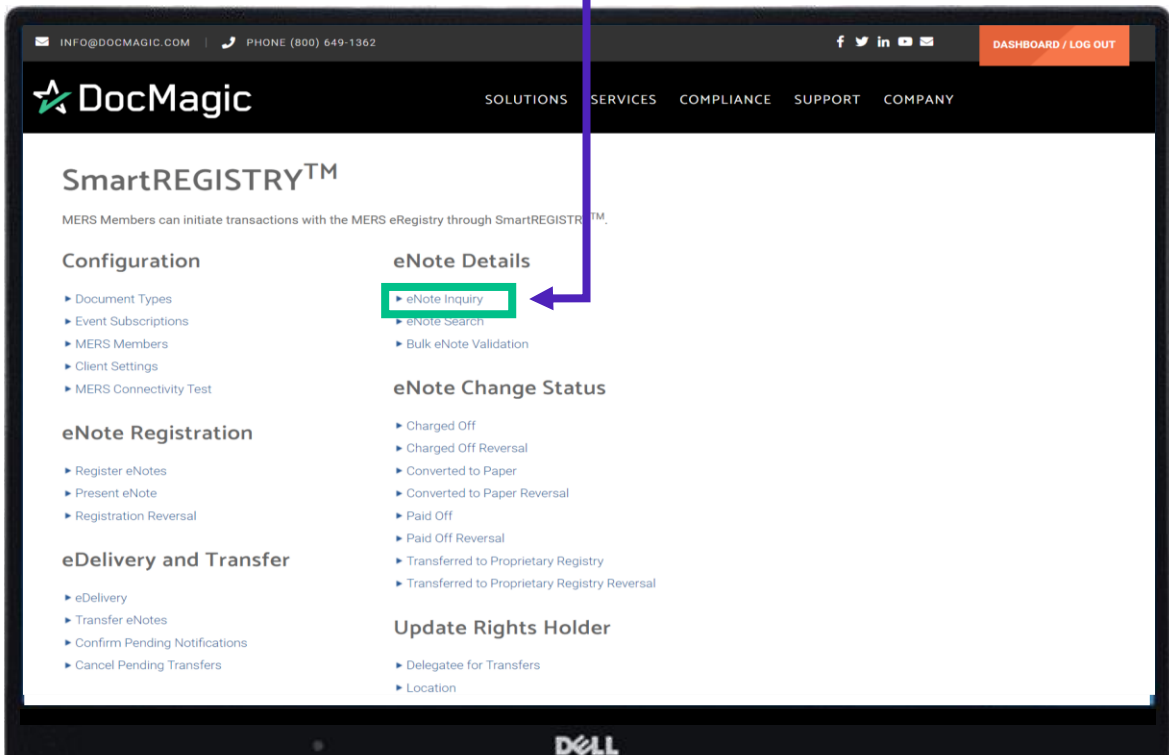 INFO@DOCMAGIC.COM | PHONE (800) 649-1362
DASHBOARD / LOG OUT
DocMagic
SOLUTIONS SERVICES COMPLIANCE SUPPORT COMPANY
SmartREGISTRY™
MERS Members can initiate transactions with the MERS eRegistry through SmartREGISTR™.
Configuration
Document Types
Event Subscriptions
MERS Members
Client Settings
MERS Connectivity Test
eNote Registration
Register eNotes
Present eNote
Registration Reversal
eDelivery and Transfer
eDelivery
Transfer eNotes
Confirm Pending Notifications
Cancel Pending Transfers
eNote Details
eNote Inquiry
eNote Search
Bulk eNote Validation
eNote Change Status
Charged Off
Charged Off Reversal
Converted to Paper
Converted to Paper Reversal
Paid Off
Paid Off Reversal
Transferred to Proprietary Registry
Transferred to Proprietary Registry Reversal
Update Rights Holder
Delegatee for Transfers
Location
DELL